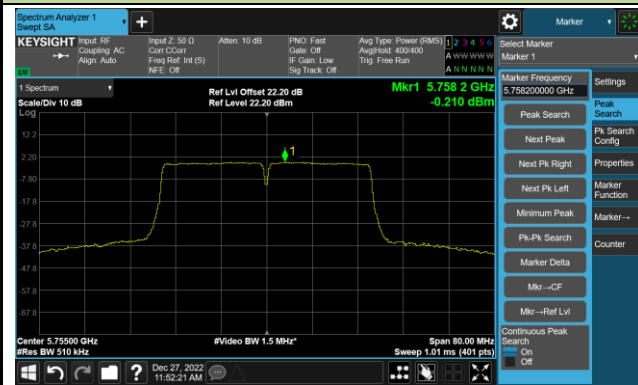 Spectrum Analyzer 1
Swept SA
Marker
KEYSIGHT
Input: RF
Coupling: AC
Align: Auto
Input Z: 50 Ω
Corr CCorr
Freq Ref: Int (S)
NFE: Off
Atten: 10 dB
PNO: Fast
Gate: Off
IF Gain: Low
Sig Track: Off
Avg Type: Power (RMS)
Avg|Hold: 400/400
Trig: Free Run
1 2 3 4 5 6
A W W W W W
A N N N N N
LV
Select Marker
Marker 1
1 Spectrum
Scale/Div 10 dB
Log
Ref Lvl Offset 22.20 dB
Ref Level 22.20 dBm
Mkr1 5.758 2 GHz
-0.210 dBm
Marker Frequency
5.758200000 GHz
Peak Search
Next Peak
Next Pk Right
Next Pk Left
Minimum Peak
Pk-Pk Search
Marker Delta
Mkr→CF
Mkr→Ref Lvl
Continuous Peak
Search
On
Off
Settings
Peak
Search
Pk Search
Config
Properties
Marker
Function
Marker→
Counter
12.2
2.20
-7.80
-17.8
-27.8
-37.8
-47.8
-57.8
-67.8
1
Center 5.75500 GHz
#Res BW 510 kHz
#Video BW 1.5 MHz*
Span 80.00 MHz
Sweep 1.01 ms (401 pts)
Dec 27, 2022
11:52:21 AM